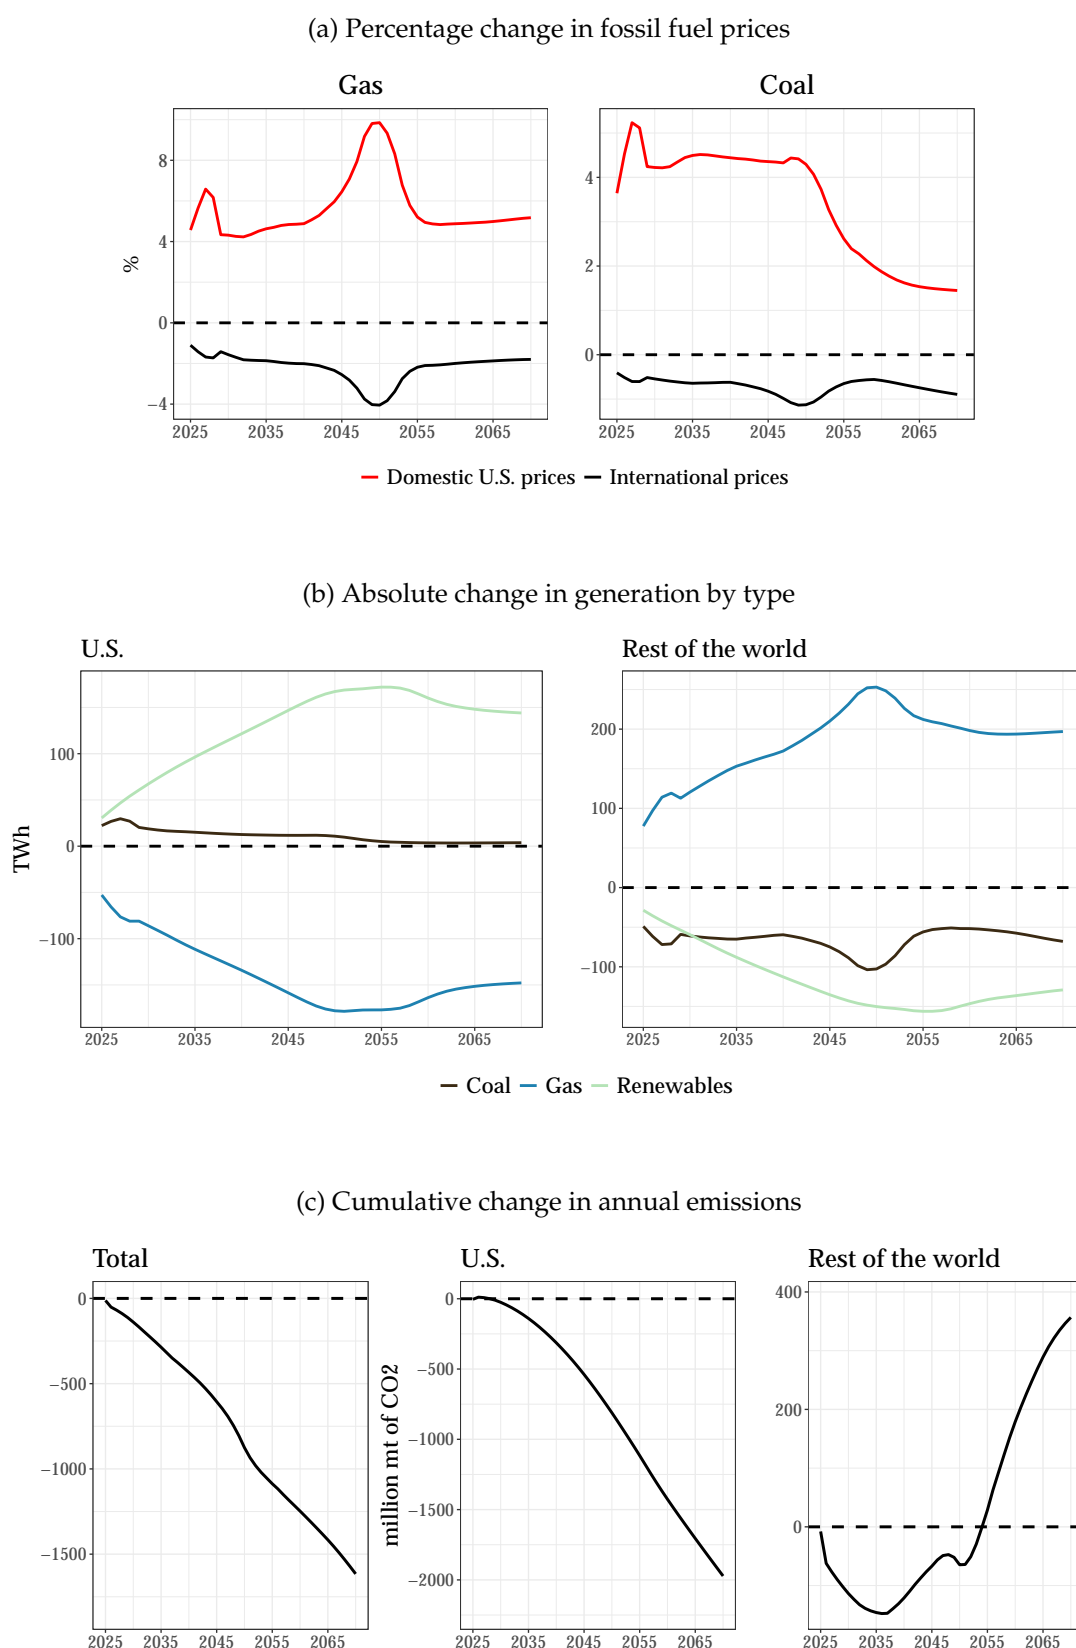 (a) Percentage change in fossil fuel prices
Gas
Coal
%
8
4
0
−4
2025 2035 2045 2055 2065
4
2
0
2025 2035 2045 2055 2065
Domestic U.S. prices International prices
(b) Absolute change in generation by type
U.S.
Rest of the world
TWh
100
0
−100
2025 2035 2045 2055 2065
200
100
0
−100
2025 2035 2045 2055 2065
Coal Gas Renewables
(c) Cumulative change in annual emissions
Total
U.S.
Rest of the world
0
−500
−1000
−1500
2025 2035 2045 2055 2065
million mt of CO2
0
−500
−1000
−1500
−2000
2025 2035 2045 2055 2065
400
200
0
2025 2035 2045 2055 2065